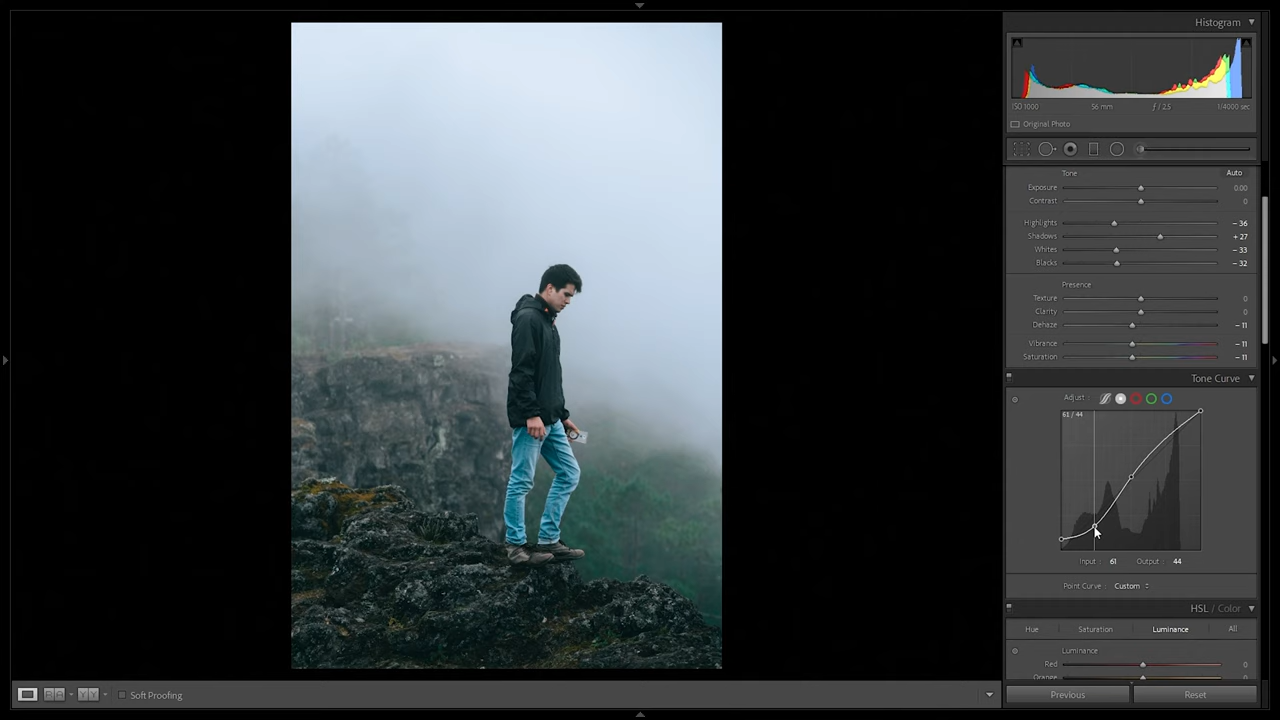 Histogram
ISO 1000 56 mm ƒ / 2.5 1/4000 sec
Original Photo
Tone Auto
Exposure 0.00
Contrast 0
Highlights – 36
Shadows + 27
Whites – 33
Blacks – 32
Presence
Texture 0
Clarity 0
Dehaze – 11
Vibrance – 11
Saturation – 11
Tone Curve
Adjust :
61 / 44
Input : 61 Output : 44
Point Curve : Custom
HSL / Color
Hue Saturation Luminance All
Luminance
Red 0
Orange
Soft Proofing
Previous Reset